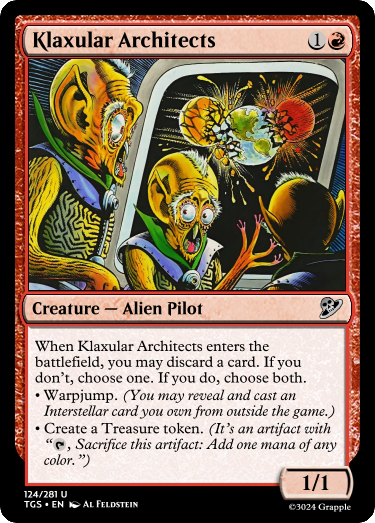 Klaxular Architects 1
Creature — Alien Pilot
When Klaxular Architects enters the
battlefield, you may discard a card. If you
don't, choose one. If you do, choose both.
• Warpjump. (You may reveal and cast an
Interstellar card you own from outside the game.)
• Create a Treasure token. (It's an artifact with
“, Sacrifice this artifact: Add one mana of any
color.”)
1/1
124/281 U
TGS • EN Al Feldstein
©3024 Grapple